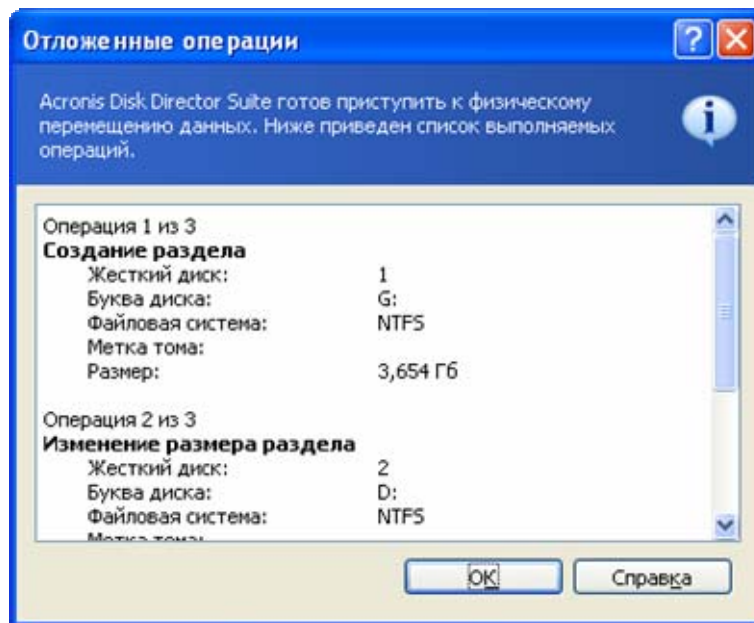 Отложенные операции
Acronis Disk Director Suite готов приступить к физическому
перемещению данных. Ниже приведен список выполняемых
операций.
Операция 1 из 3
Создание раздела
Жесткий диск: 1
Буква диска: G:
Файловая система: NTFS
Метка тома:
Размер: 3,654 Гб
Операция 2 из 3
Изменение размера раздела
Жесткий диск: 2
Буква диска: D:
Файловая система: NTFS
Метка тома:
OK Справка